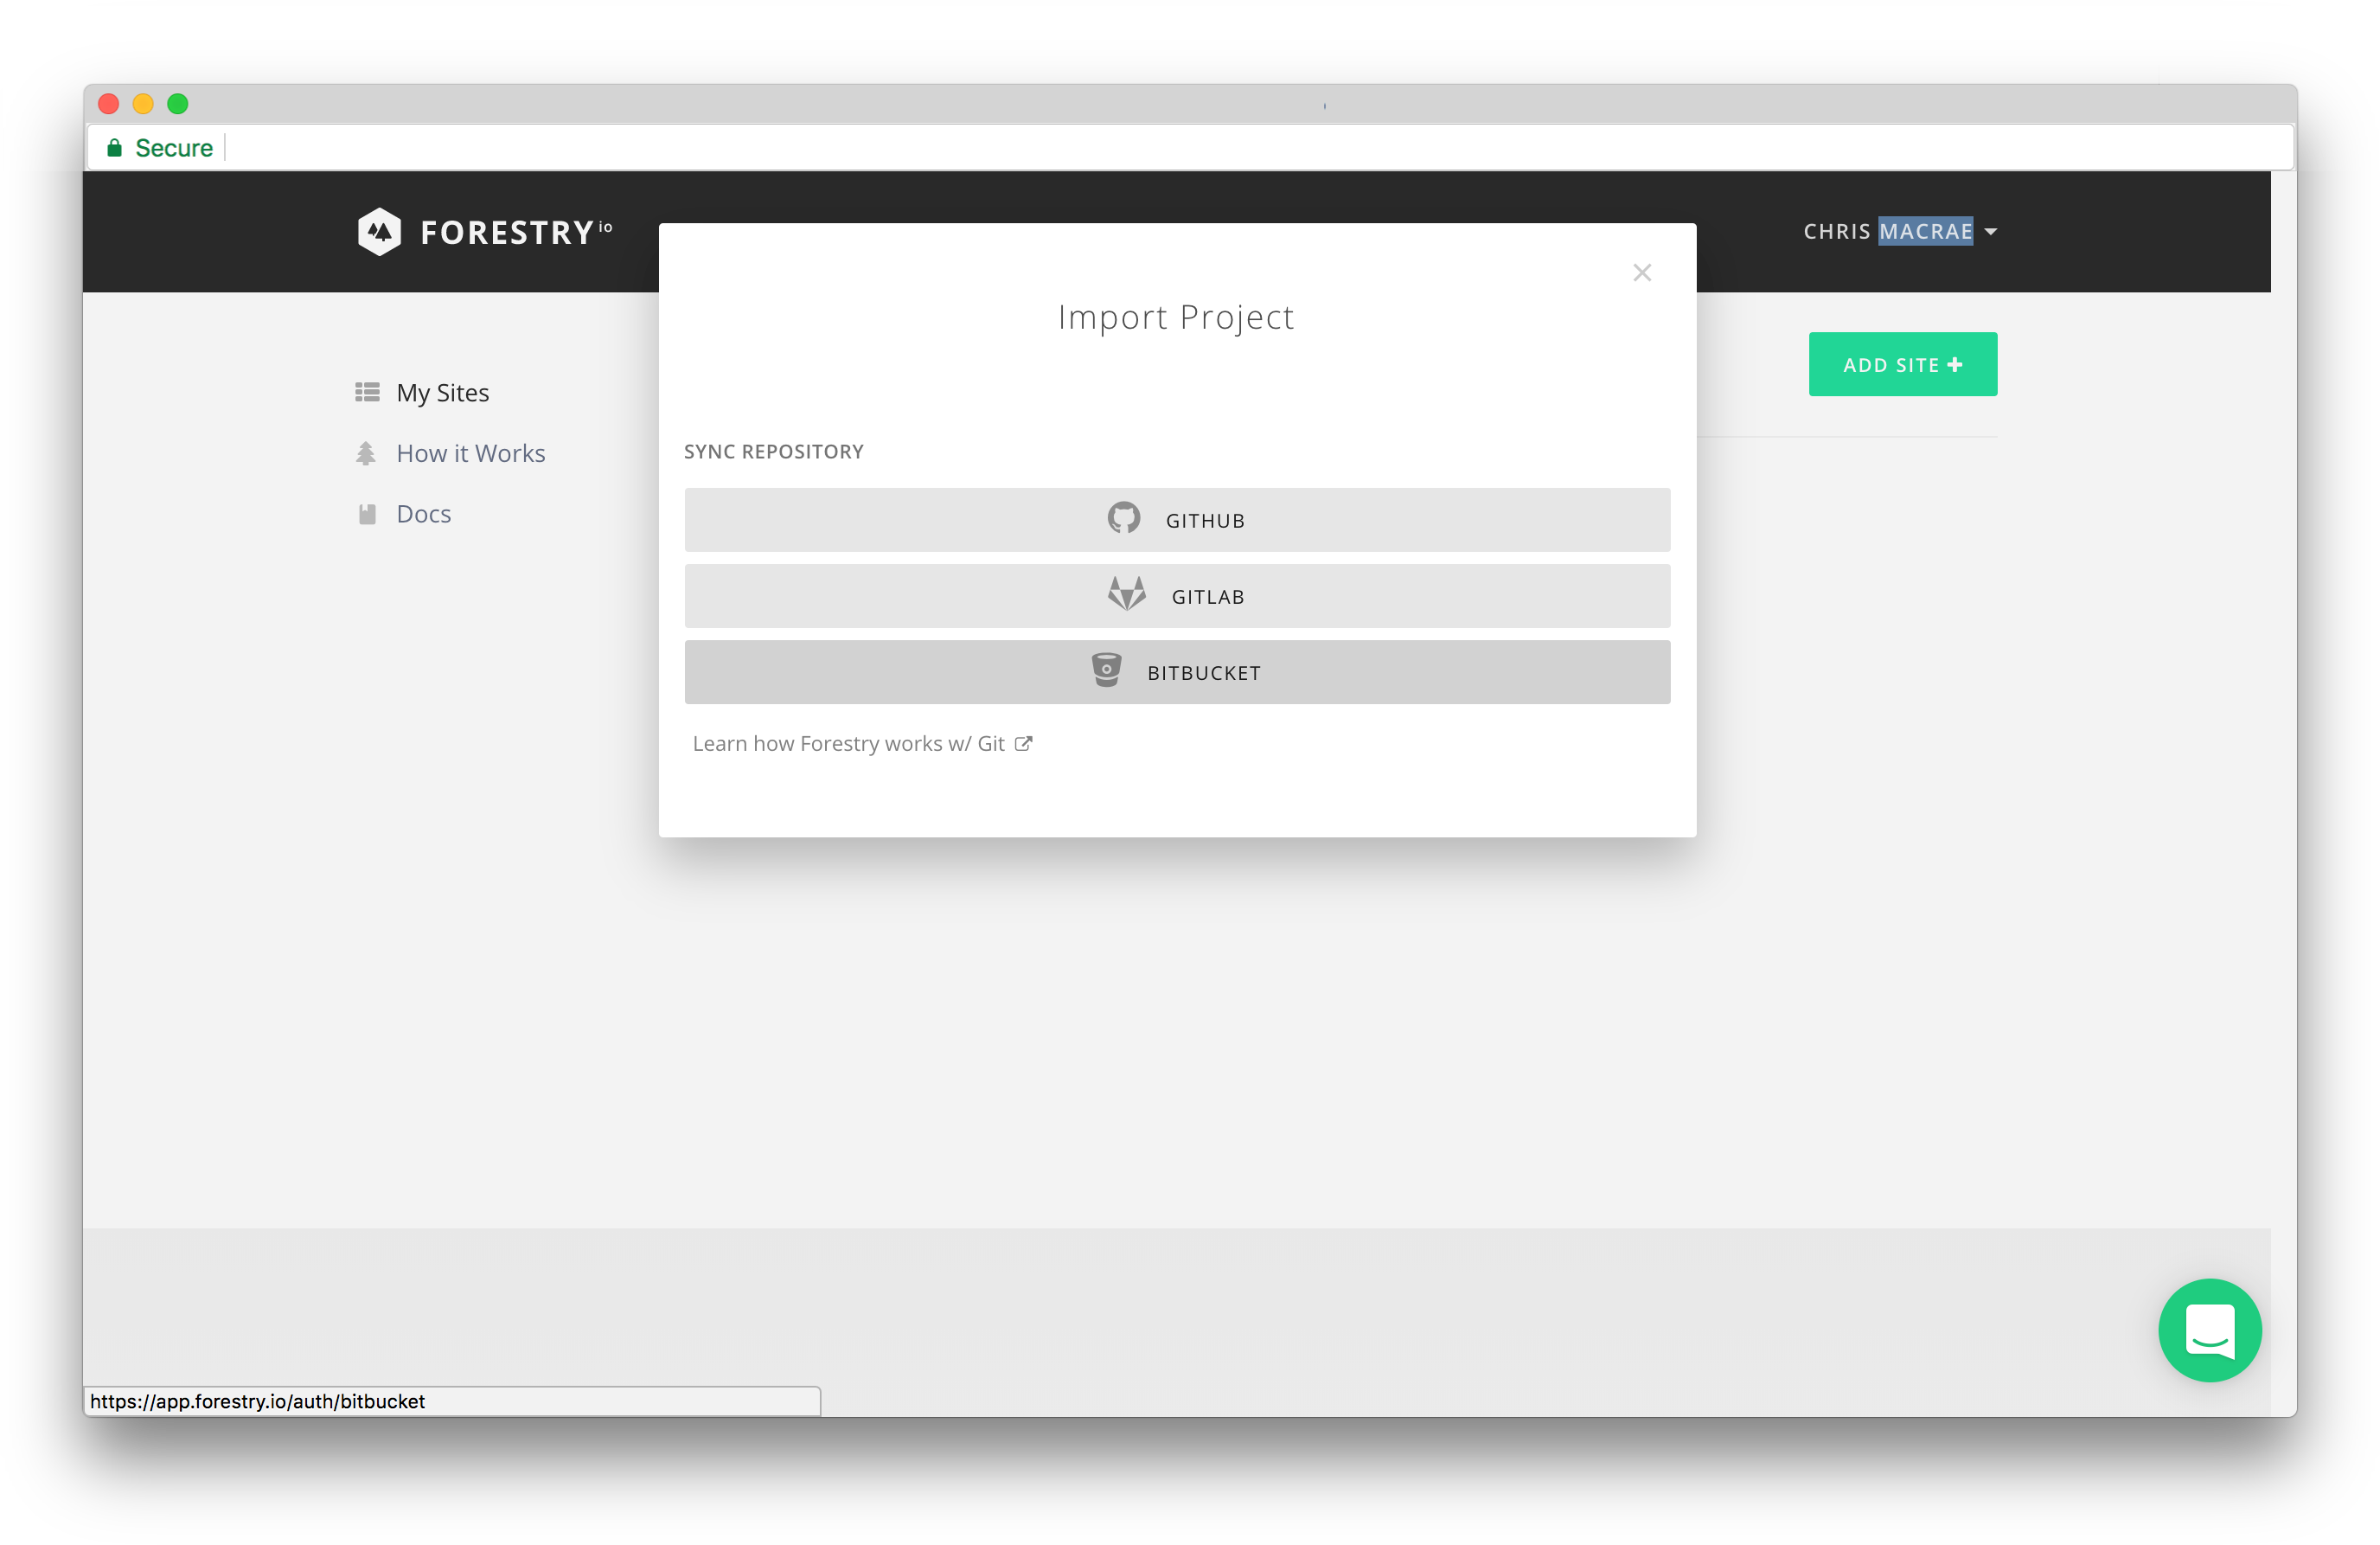 Secure
FORESTRY io
CHRIS MACRAE
Import Project
ADD SITE
My Sites
How it Works
Docs
SYNC REPOSITORY
GITHUB
GITLAB
BITBUCKET
Learn how Forestry works w/ Git
https://app.forestry.io/auth/bitbucket